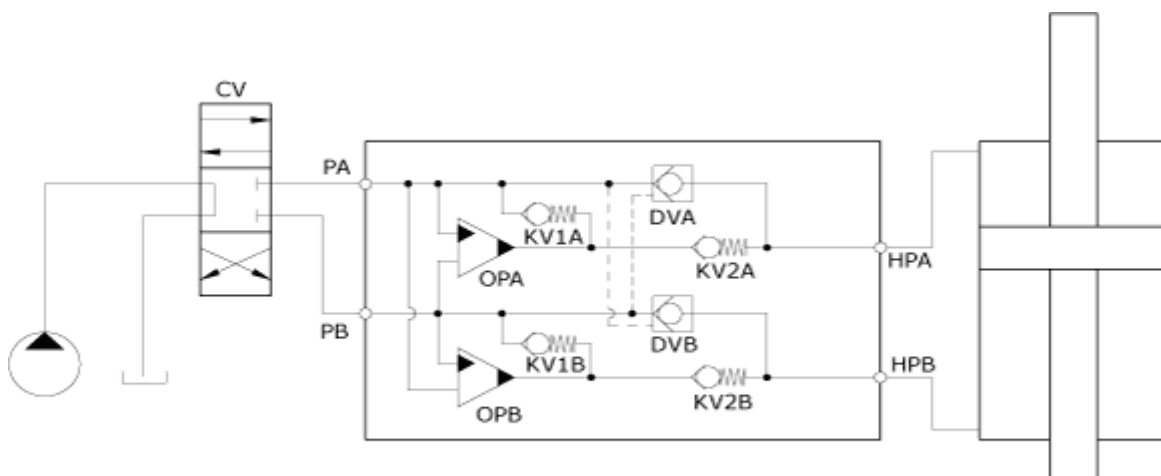 CV
PA
DVA
KV1A
KV2A
HPA
OPA
PB
DVB
KV1B
HPB
KV2B
OPB